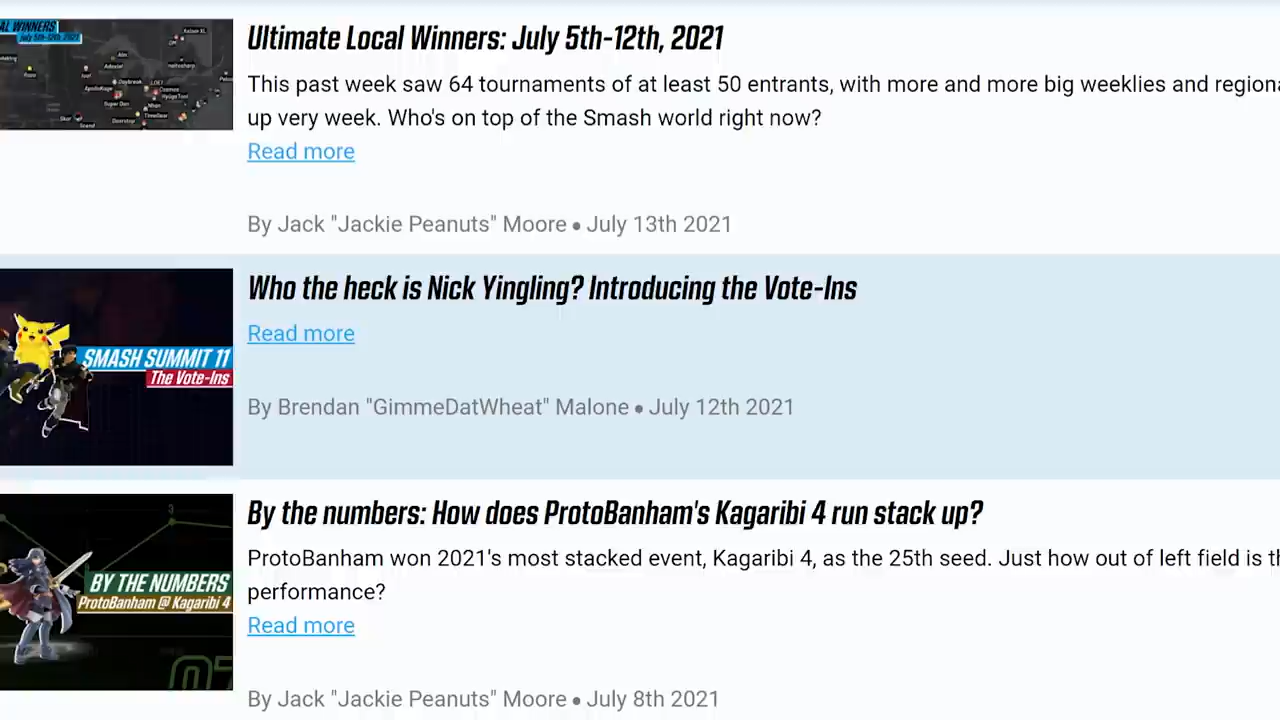 AL WINNERS
July 5th-12th, 2021
Ultimate Local Winners: July 5th-12th, 2021
This past week saw 64 tournaments of at least 50 entrants, with more and more big weeklies and regiona
up very week. Who's on top of the Smash world right now?
Read more
By Jack "Jackie Peanuts" Moore • July 13th 2021
Who the heck is Nick Yingling? Introducing the Vote-Ins
Read more
SMASH SUMMIT 11
The Vote-Ins
By Brendan "GimmeDatWheat" Malone • July 12th 2021
By the numbers: How does ProtoBanham's Kagaribi 4 run stack up?
ProtoBanham won 2021's most stacked event, Kagaribi 4, as the 25th seed. Just how out of left field is th
performance?
BY THE NUMBERS
ProtoBanham @ Kagaribi 4
Read more
By Jack "Jackie Peanuts" Moore • July 8th 2021